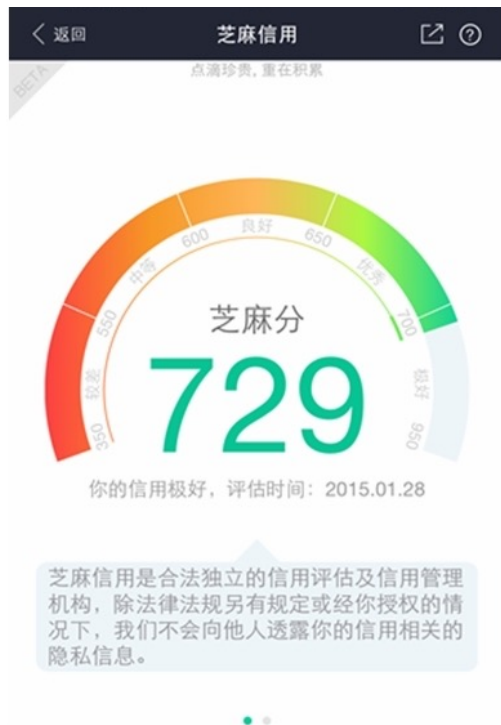 返回
芝麻信用
BETA
点滴珍贵,重在积累
350
较差
550
中等
600
良好
650
优秀
700
极好
950
芝麻分
729
你的信用极好，评估时间：2015.01.28
芝麻信用是合法独立的信用评估及信用管理
机构，除法律法规另有规定或经你授权的情
况下，我们不会向他人透露你的信用相关的
隐私信息。